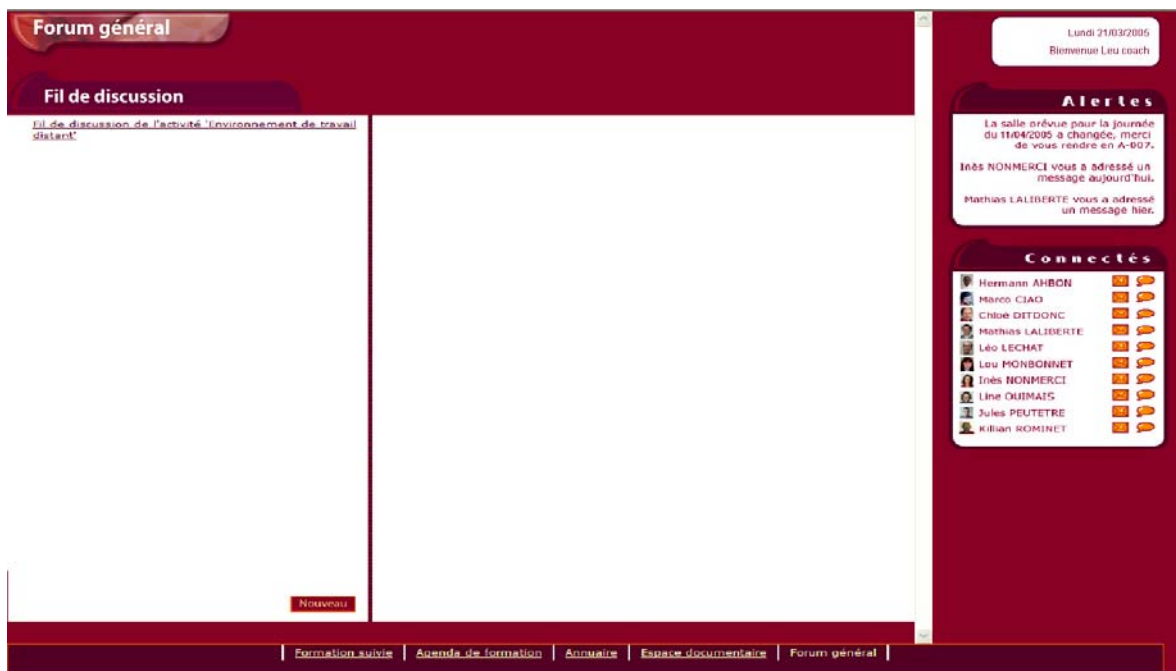 Forum général
Lundi 21/03/2005
Bienvenue Leu coach
Fil de discussion
Fil de discussion de l'activité 'Environnement de travail
distant'
Alertes
La salle prévue pour la journée
du 11/04/2005 a changée, merci
de vous rendre en A-007.
Inès NONMERCI vous a adressé un
message aujourd'hui.
Mathias LALIBERTE vous a adressé
un message hier.
Connectés
Hermann AHBON
Marco CIAO
Chloé DITDONC
Mathias LALIBERTE
Léo LECHAT
Lou MONBONNET
Inès NONMERCI
Line OUIMAIS
Jules PEUTETRE
Killian ROMINET
Nouveau
Formation suivie | Agenda de formation | Annuaire | Espace documentaire | Forum général |